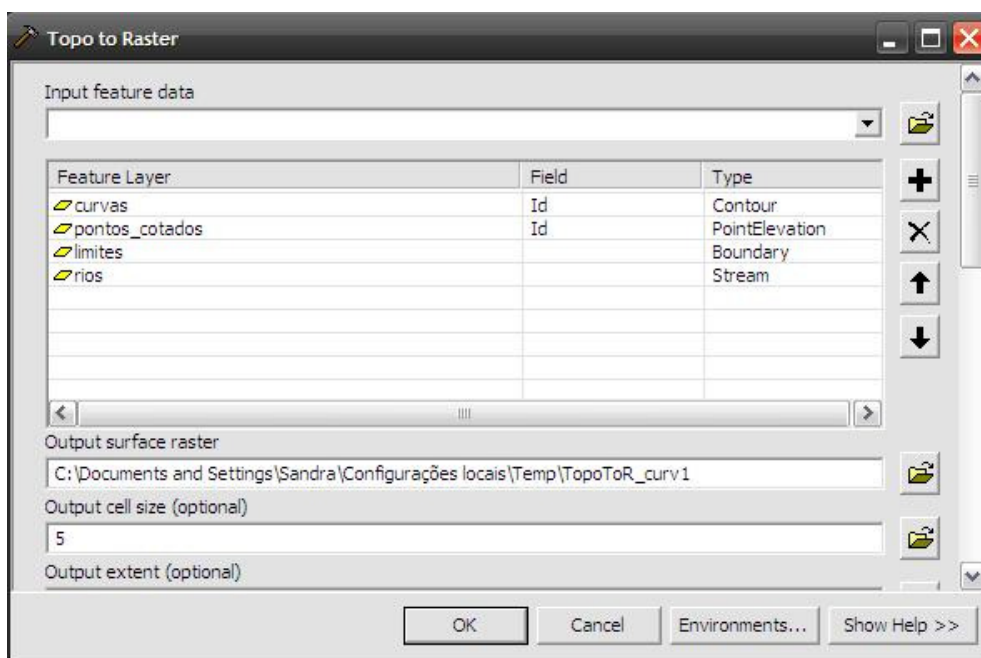 Topo to Raster
Input feature data
Feature Layer Field Type
curvas Id Contour
pontos_cotados Id PointElevation
limites Boundary
rios Stream
Output surface raster
C:\Documents and Settings\Sandra\Configurações locais\Temp\TopoToR_curv1
Output cell size (optional)
5
Output extent (optional)
OK Cancel Environments... Show Help >>